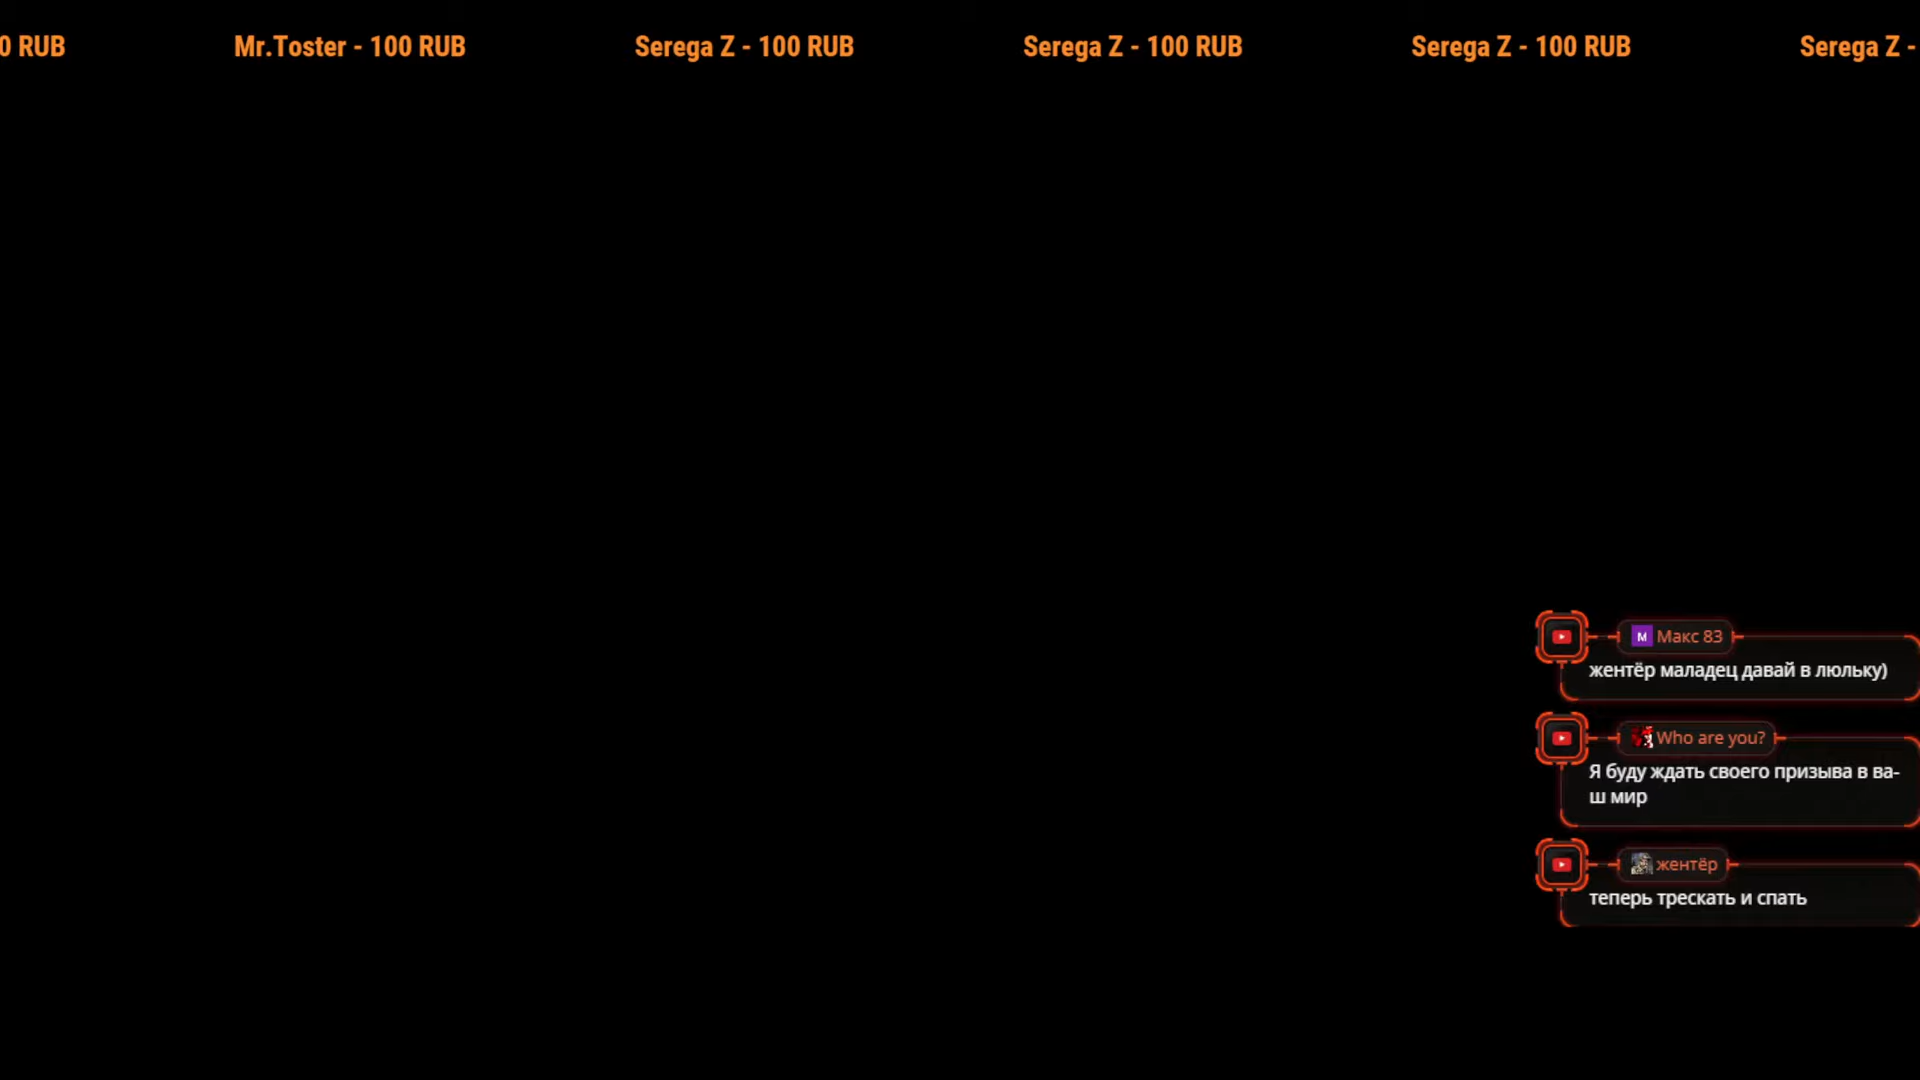 0 RUB Mr.Toster - 100 RUB Serega Z - 100 RUB Serega Z - 100 RUB Serega Z - 100 RUB Serega Z -
М Макс 83
жентёр маладец давай в люльку)
Who are you?
Я буду ждать своего призыва в ва-
ш мир
жентёр
теперь трескать и спать